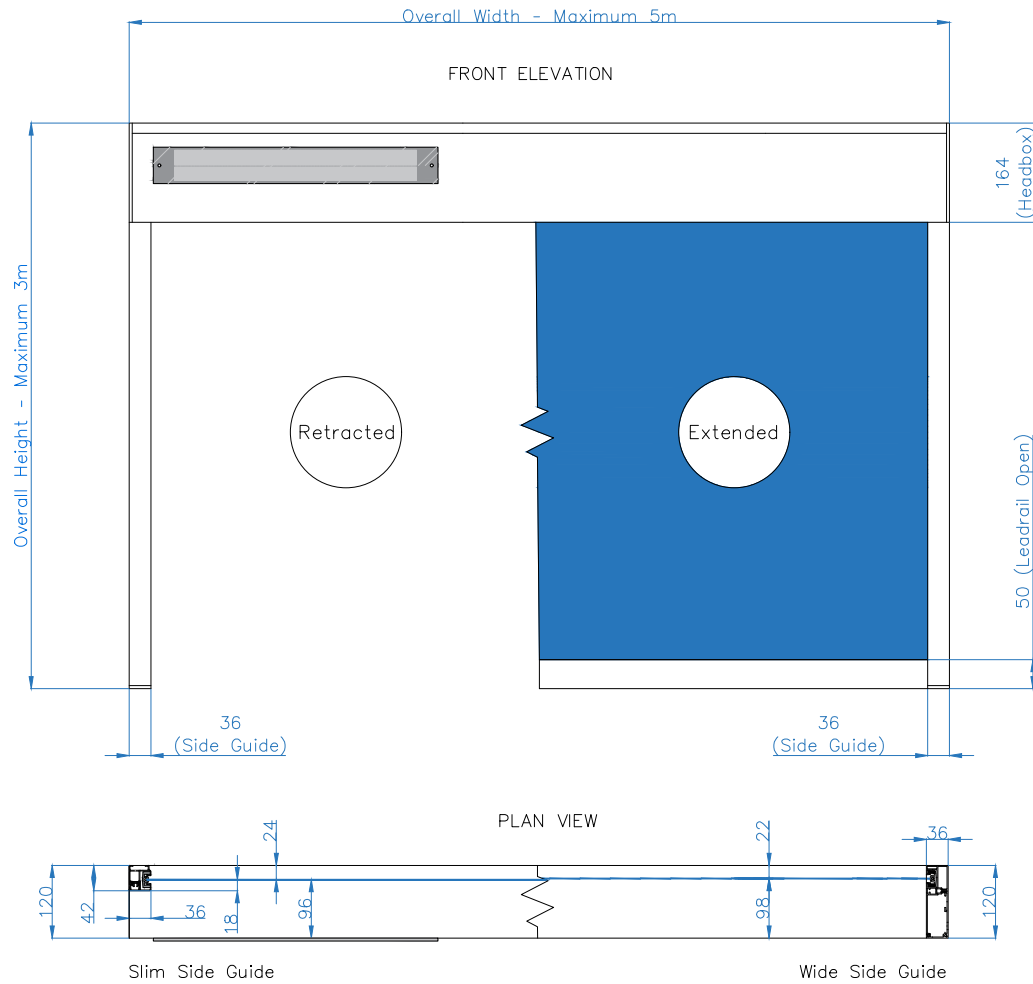 Overall Width - Maximum 5m
FRONT ELEVATION
164
(Headbox)
Overall Height - Maximum 3m
Retracted
Extended
50 (Leadrail Open)
36
(Side Guide)
36
(Side Guide)
PLAN VIEW
24
22
36
120
42
36
18
96
98
120
Slim Side Guide
Wide Side Guide